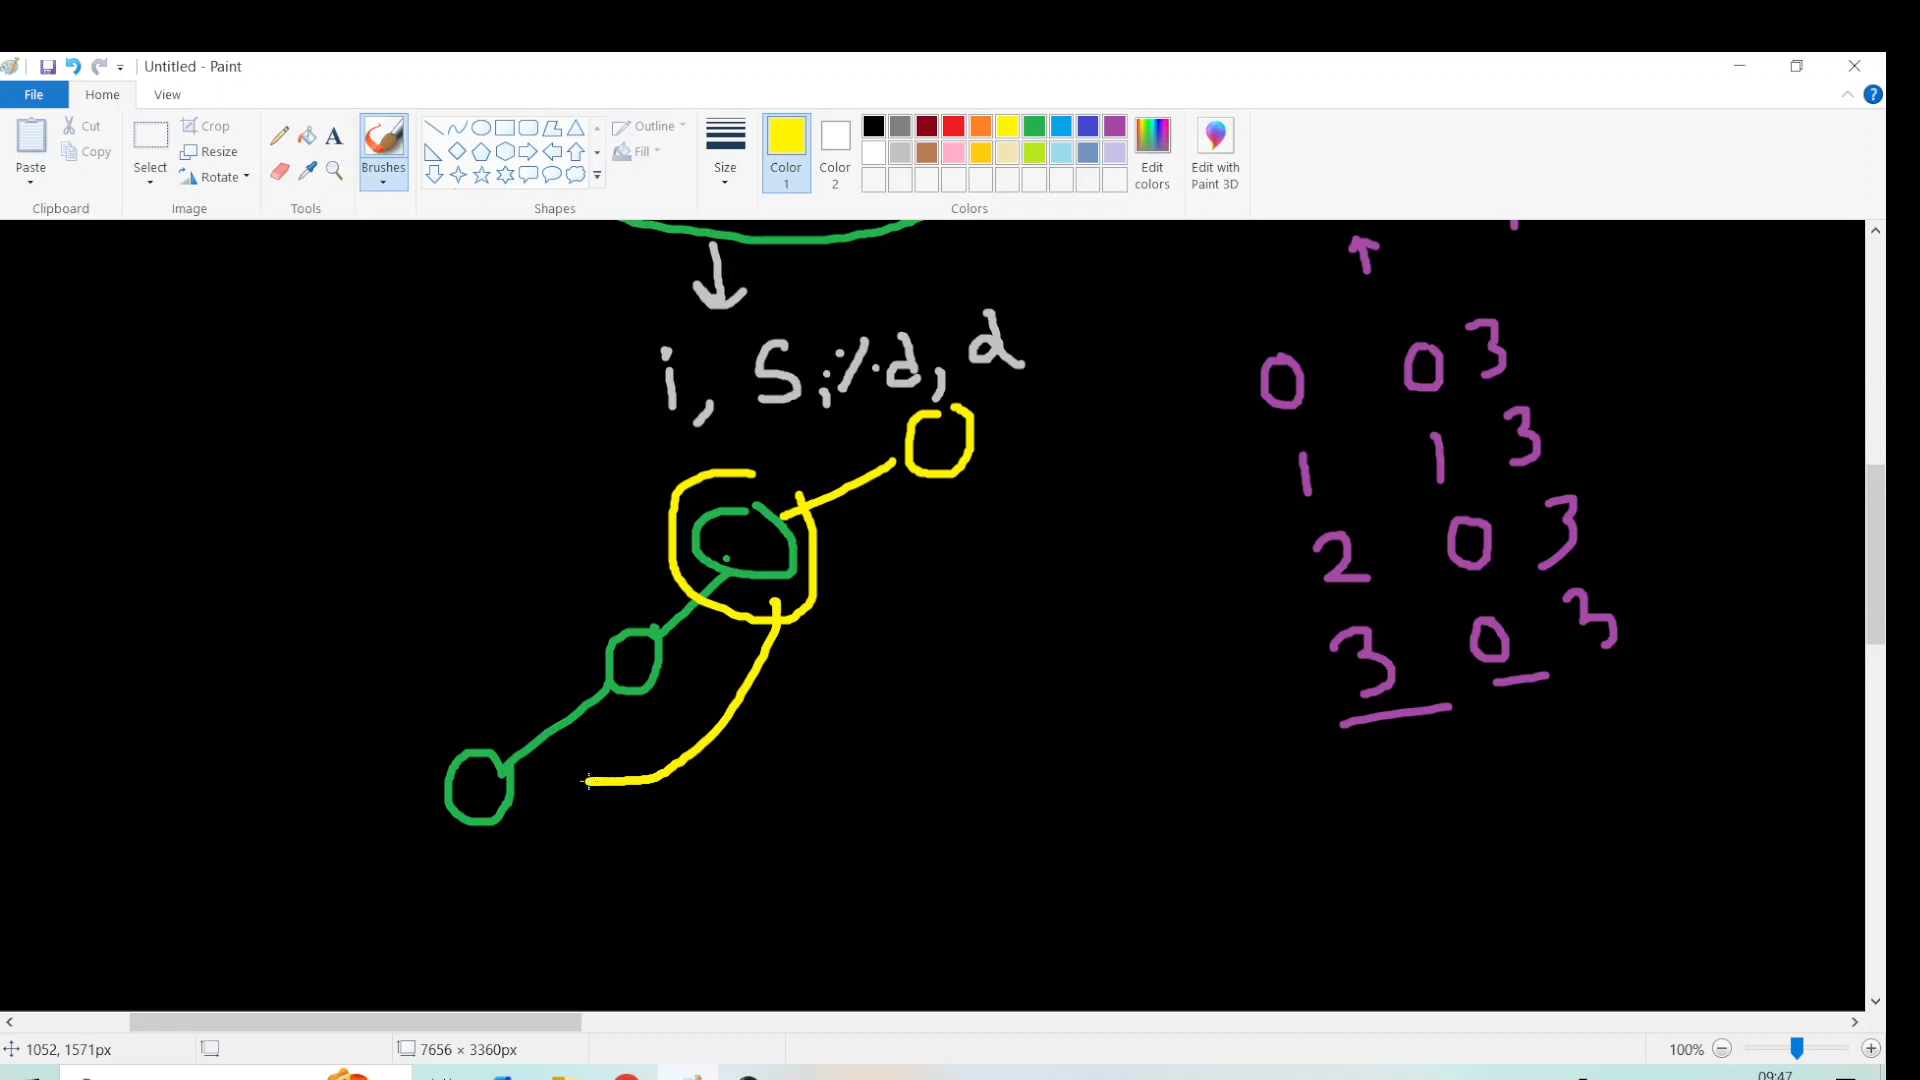 Untitled - Paint
File Home View
Paste
Cut
Copy
Clipboard
Select
Crop
Resize
Rotate
Image
Tools
Brushes
Shapes
Outline
Fill
Size
Color 1
Color 2
Colors
Edit colors
Edit with Paint 3D
i, Si%d, d
0 0 3
1 1 3
2 0 3
3 0 3
1052, 1571px
7656 × 3360px
100%
09:47